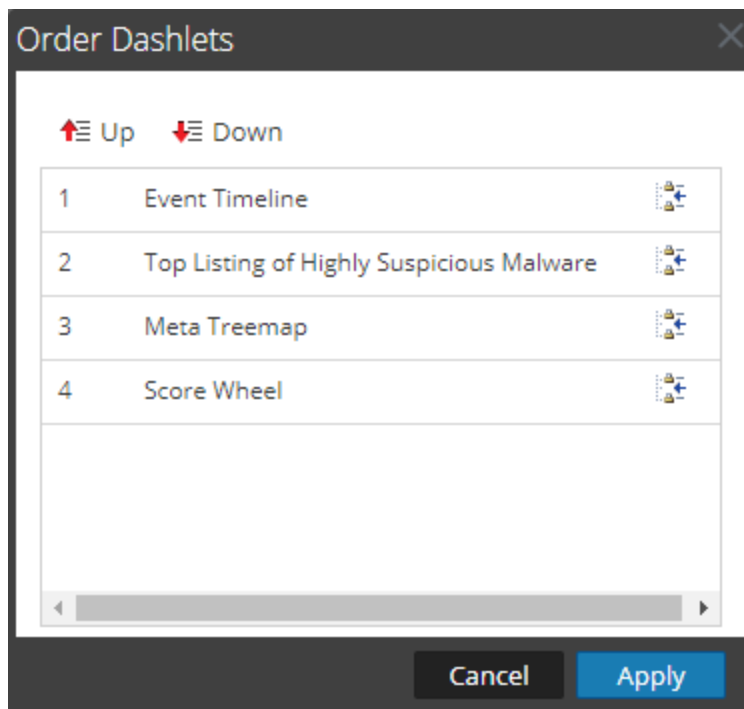 Order Dashlets
Up Down
1 Event Timeline
2 Top Listing of Highly Suspicious Malware
3 Meta Treemap
4 Score Wheel
Cancel Apply